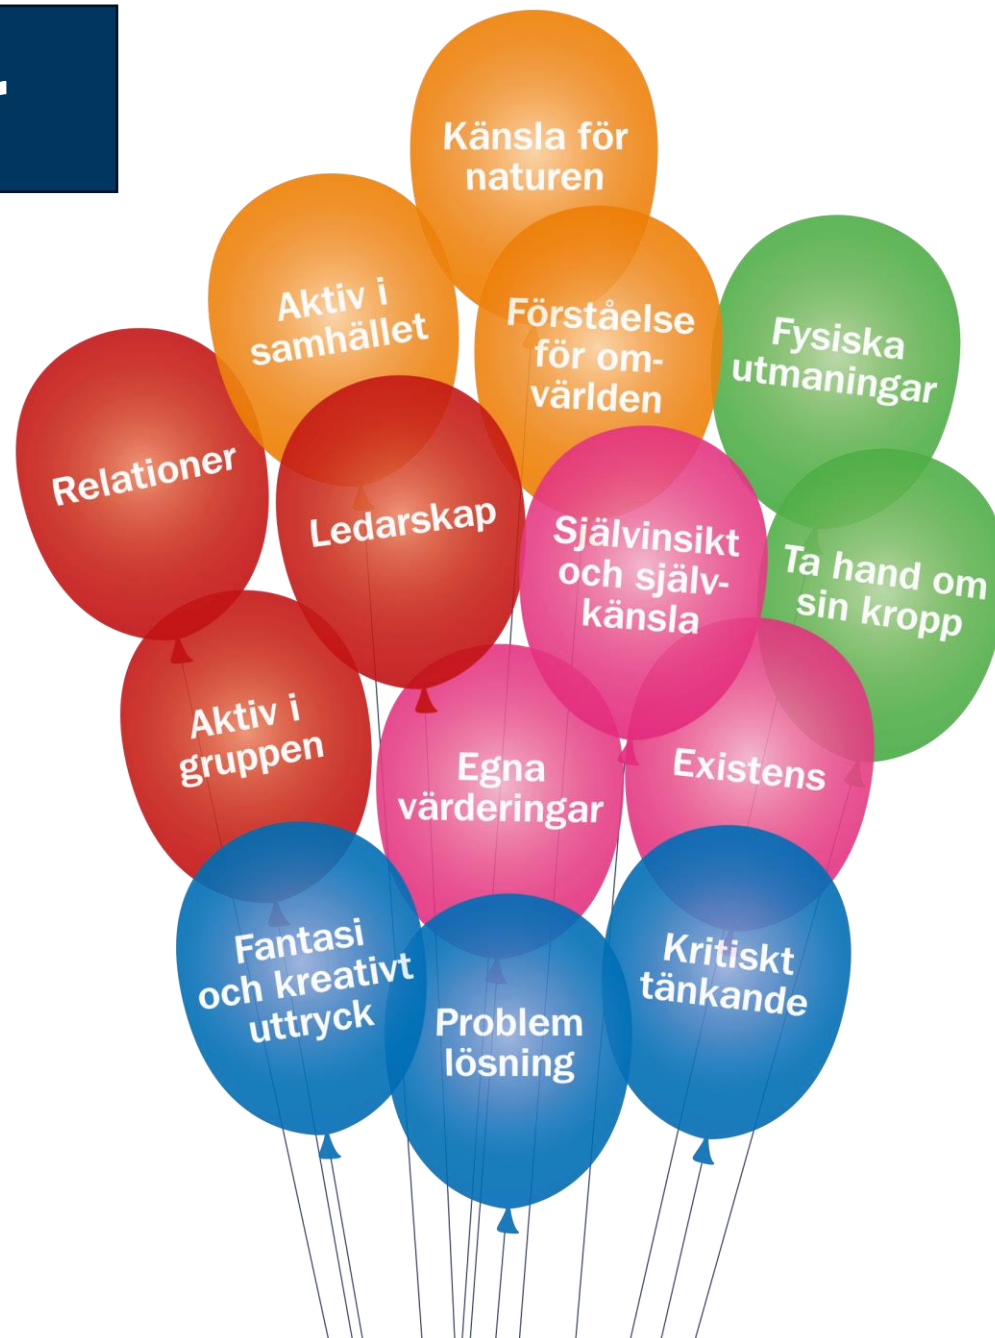 r
Känsla för
naturen
Aktiv i
samhället
Förståelse
för om-
världen
Fysiska
utmaningar
Relationer
Ledarskap
Självinsikt
och själv-
känsla
Ta hand om
sin kropp
Aktiv i
gruppen
Egna
värderingar
Existens
Fantasi
och kreativt
uttryck
Problem
lösning
Kritiskt
tänkande